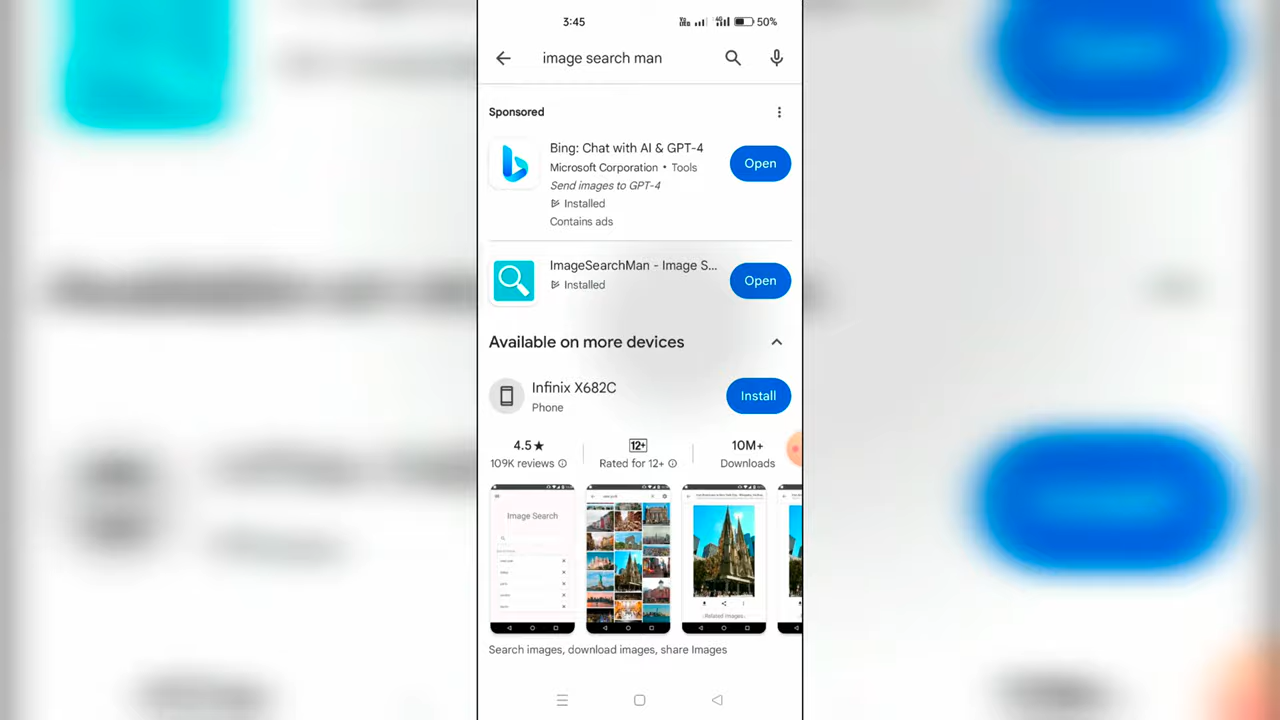 3:45
50%
image search man
Sponsored
Bing: Chat with AI & GPT-4
Microsoft Corporation • Tools
Send images to GPT-4
Installed
Contains ads
Open
ImageSearchMan - Image S...
Installed
Open
Available on more devices
Infinix X682C
Phone
Install
4.5★
109K reviews
12+
Rated for 12+
10M+
Downloads
Image Search
Related images
Search images, download images, share Images